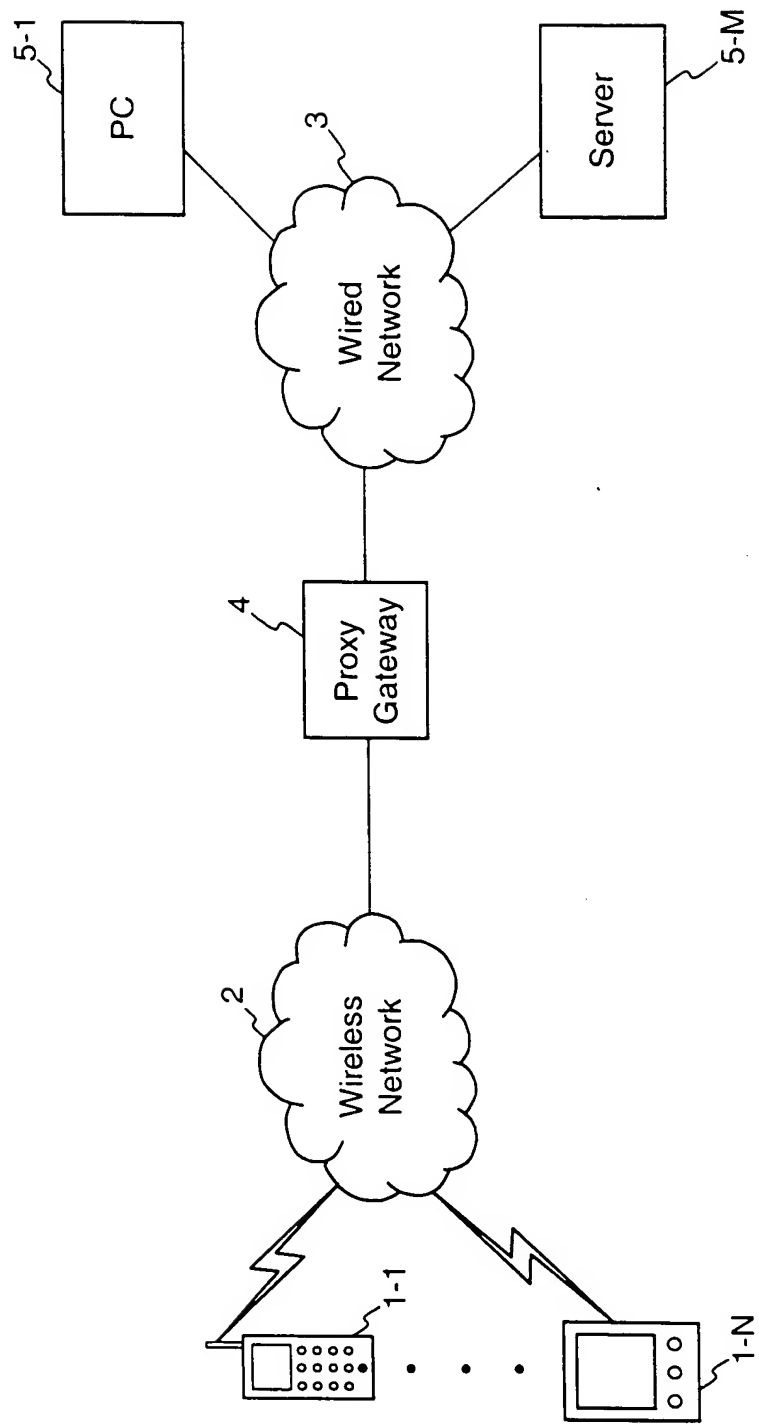 1-1
1-N
2
Wireless
Network
4
Proxy
Gateway
3
Wired
Network
5-1
PC
Server
5-M